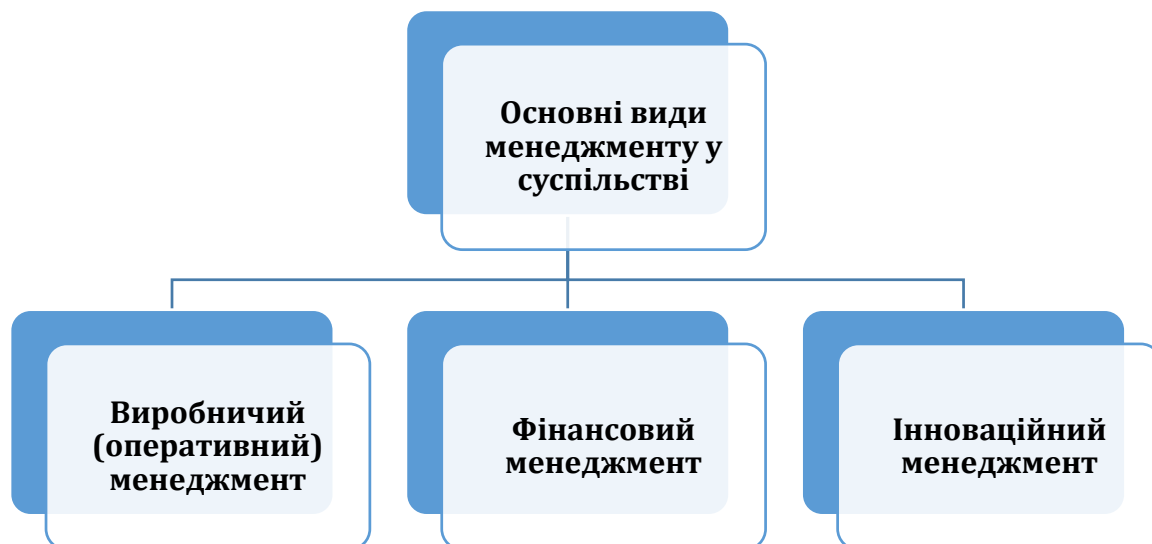 Основні види
менеджменту у
суспільстві
Виробничий
(оперативний)
менеджмент
Фінансовий
менеджмент
Інноваційний
менеджмент